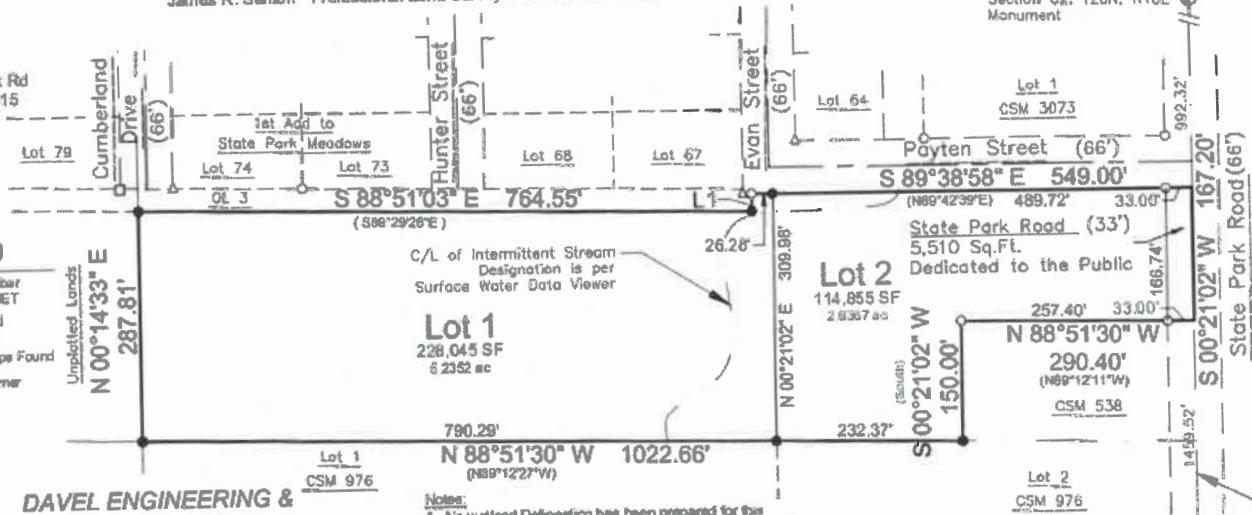 Monument
Rd
15
Cumberland
Drive
(66')
Hunter Street
(66')
Evan Street
(66')
Lot 64
Lot 1
CSM 3073
992.32'
Lot 79
1st Add to
State Park Meadows
Lot 74
Lot 73
Lot 68
Lot 67
Payten Street (66')
OL 3
S 88°51'03" E 764.55'
(S89°29'26"E)
L1
26.28'
S 89°38'58" E 549.00'
(N89°42'39"E)
489.72'
33.00'
State Park Road (33')
5,510 Sq.Ft.
Dedicated to the Public
166.74'
S 00°21'02" W 167.20'
State Park Road (66')
C/L of Intermittent Stream
Designation is per
Surface Water Data Viewer
Unplatted Lands
N 00°14'33" E
287.81'
Lot 1
228,045 SF
5.2352 ac
N 00°21'02" E 309.98'
Lot 2
114,855 SF
2.6367 ac
257.40'
33.00'
N 88°51'30" W
290.40'
(N89°12'11"W)
CSM 538
(South)
S 00°21'02" W
150.00'
790.29'
232.37'
N 88°51'30" W 1022.66'
(N89°12'27"W)
1459.52'
Lot 1
CSM 976
Lot 2
CSM 976
DAVEL ENGINEERING &
Notes: